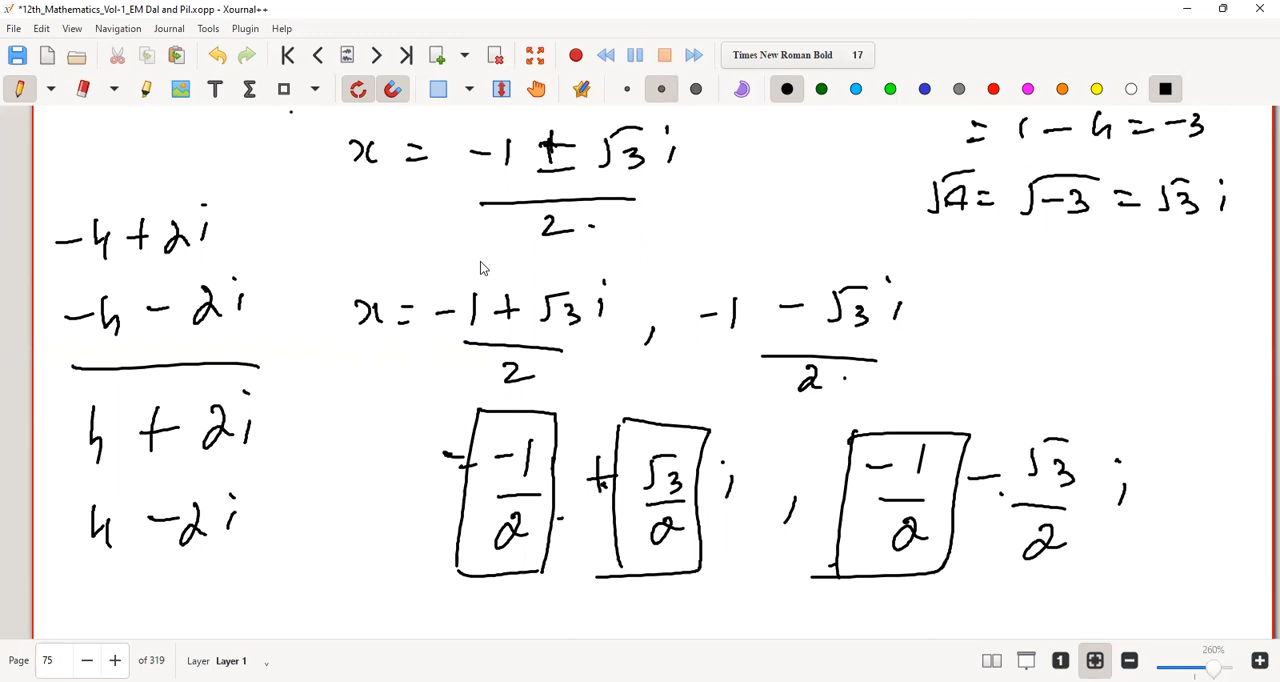 *12th_Mathematics_Vol-1_EM Dal and Pil.xopp - Xournal++
File Edit View Navigation Journal Tools Plugin Help
Times New Roman Bold 17
= 1 - 4 = -3
x = (-1 ± √3 i) / 2.
√Δ = √-3 = √3 i
-4 + 2i
-4 - 2i
x = (-1 + √3 i) / 2 , (-1 - √3 i) / 2.
4 + 2i
= -1/2 + √3/2 i , -1/2 - √3/2 i
4 - 2i
Page 75 of 319 Layer Layer 1 260%